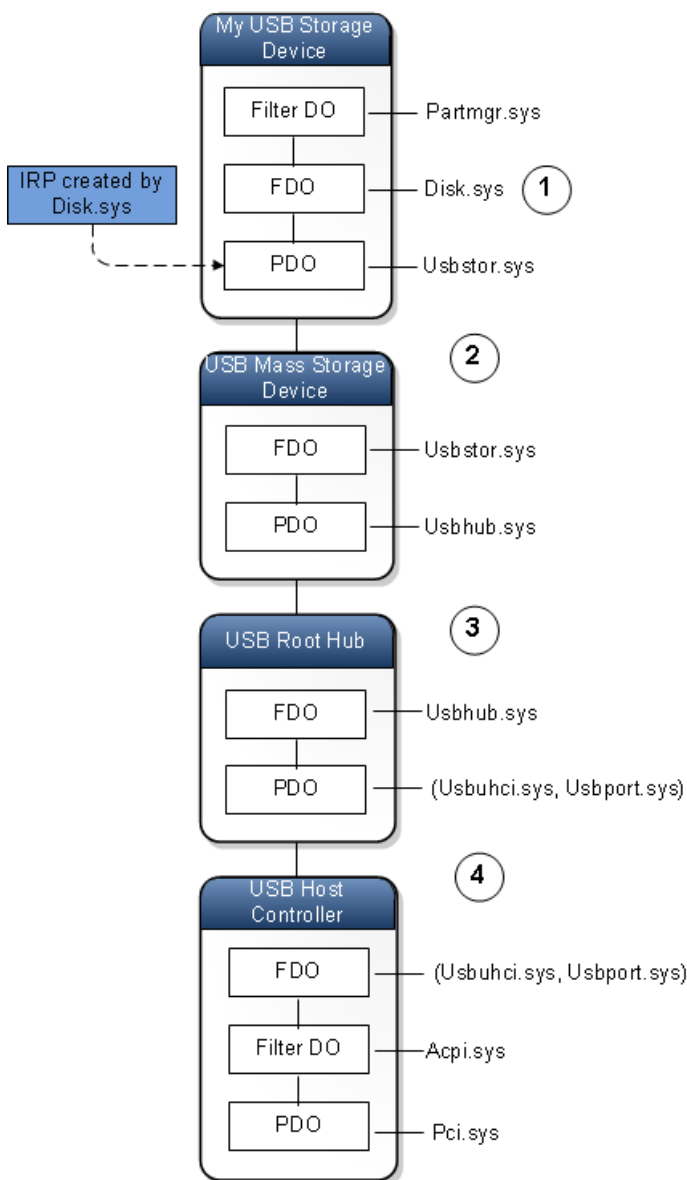 My USB Storage
Device
Filter DO
Partmgr.sys
IRP created by
Disk.sys
FDO
Disk.sys
1
PDO
Usbstor.sys
2
USB Mass Storage
Device
FDO
Usbstor.sys
PDO
Usbhub.sys
3
USB Root Hub
FDO
Usbhub.sys
PDO
(Usbuhci.sys, Usbport.sys)
4
USB Host
Controller
FDO
(Usbuhci.sys, Usbport.sys)
Filter DO
Acpi.sys
PDO
Pci.sys